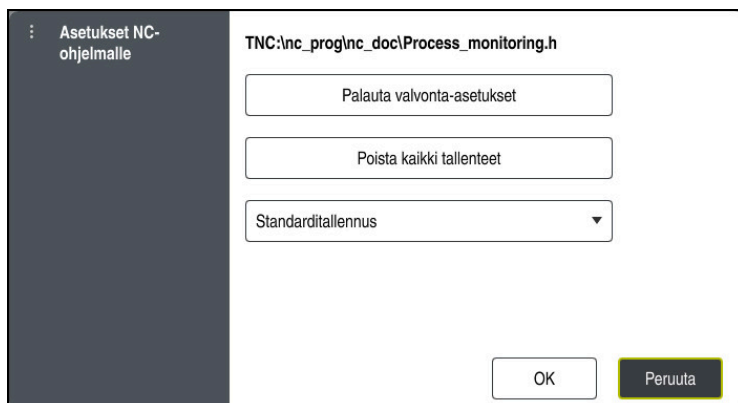 Asetukset NC-
ohjelmalle
TNC:\nc_prog\nc_doc\Process_monitoring.h
Palauta valvonta-asetukset
Poista kaikki tallenteet
Standarditallennus
OK
Peruuta